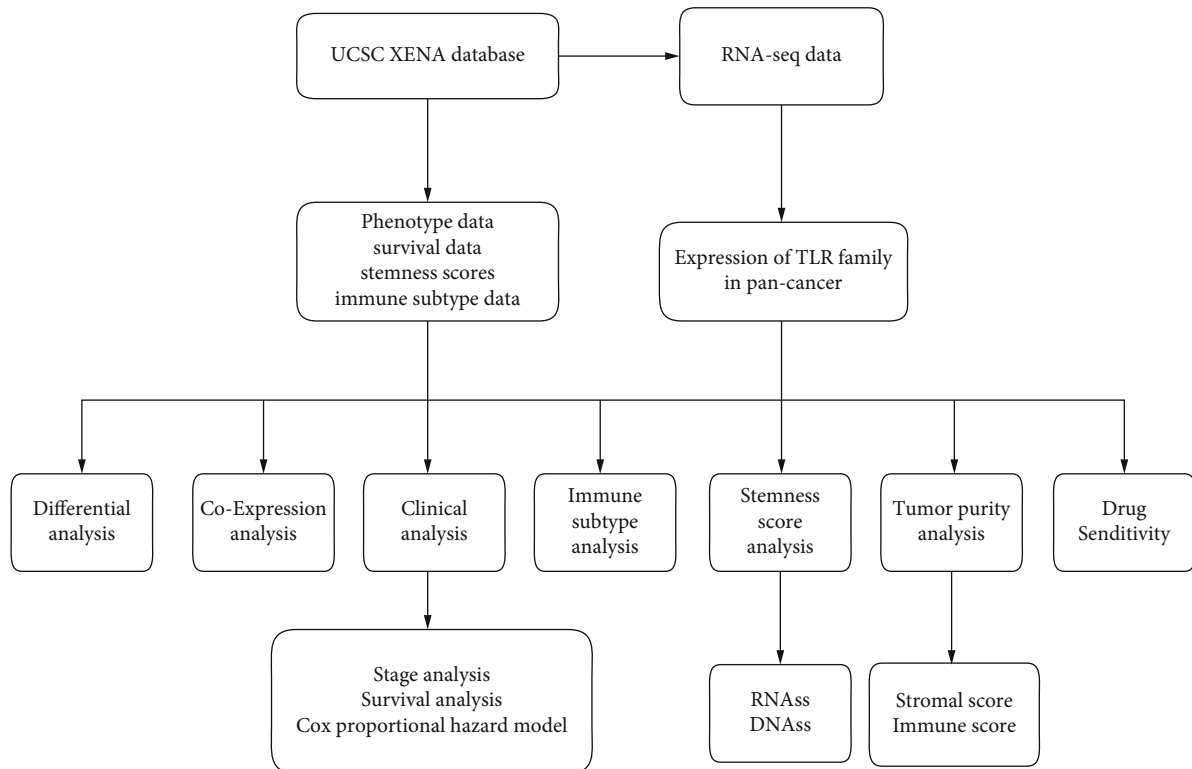 UCSC XENA database
RNA-seq data
Phenotype data
survival data
stemness scores
immune subtype data
Expression of TLR family
in pan-cancer
Differential
analysis
Co-Expression
analysis
Clinical
analysis
Immune
subtype
analysis
Stemness
score
analysis
Tumor purity
analysis
Drug
Senditivity
Stage analysis
Survival analysis
Cox proportional hazard model
RNAss
DNAss
Stromal score
Immune score